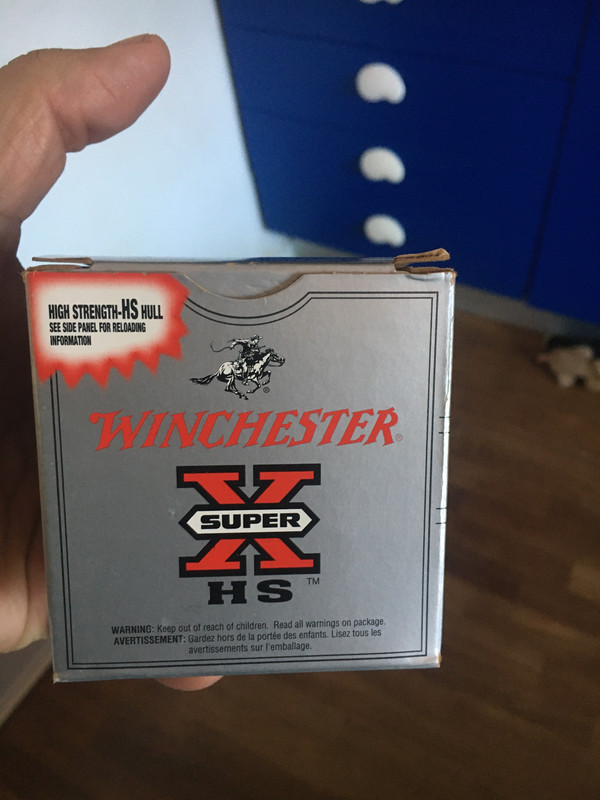 HIGH STRENGTH-HS HULL
SEE SIDE PANEL FOR RELOADING
INFORMATION
®
WINCHESTER®
X
SUPER
HS™
WARNING: Keep out of reach of children. Read all warnings on package.
AVERTISSEMENT: Gardez hors de la portée des enfants. Lisez tous les
avertissements sur l'emballage.